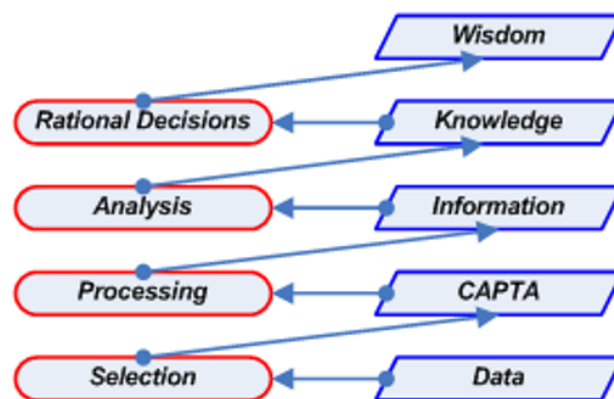 Wisdom
Rational Decisions
Knowledge
Analysis
Information
Processing
CAPTA
Selection
Data